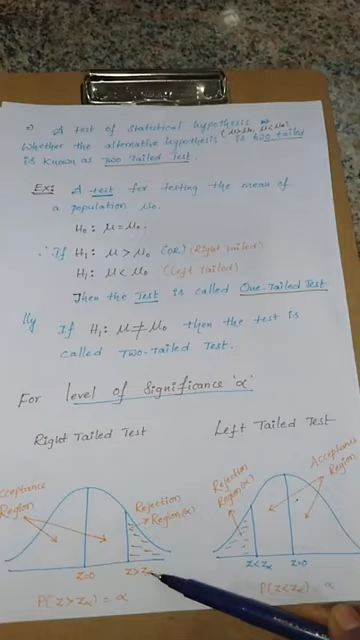 =) A test of statistical hypothesis
Whether the alternative hypothesis (μ>μ₀, μ<μ₀) is two tailed
is known as Two Tailed Test.
Ex: A test for testing the mean of
a population μ₀.
H₀: μ=μ₀.
∴ If H₁: μ > μ₀ (OR) (Right Tailed)
H₁: μ < μ₀ (Left Tailed)
Then the Test is called One-Tailed Test
lly If H₁: μ ≠ μ₀ then the test is
called Two-Tailed Test.
For level of Significance 'α'
Right Tailed Test
Left Tailed Test
Acceptance
Region
Rejection
Region(α)
Z=0
Z>Zα
P(Z>Zα) = α
Rejection
Region(α)
Acceptance
Region
Z<Zα
Z=0
P(Z<Zα) = α